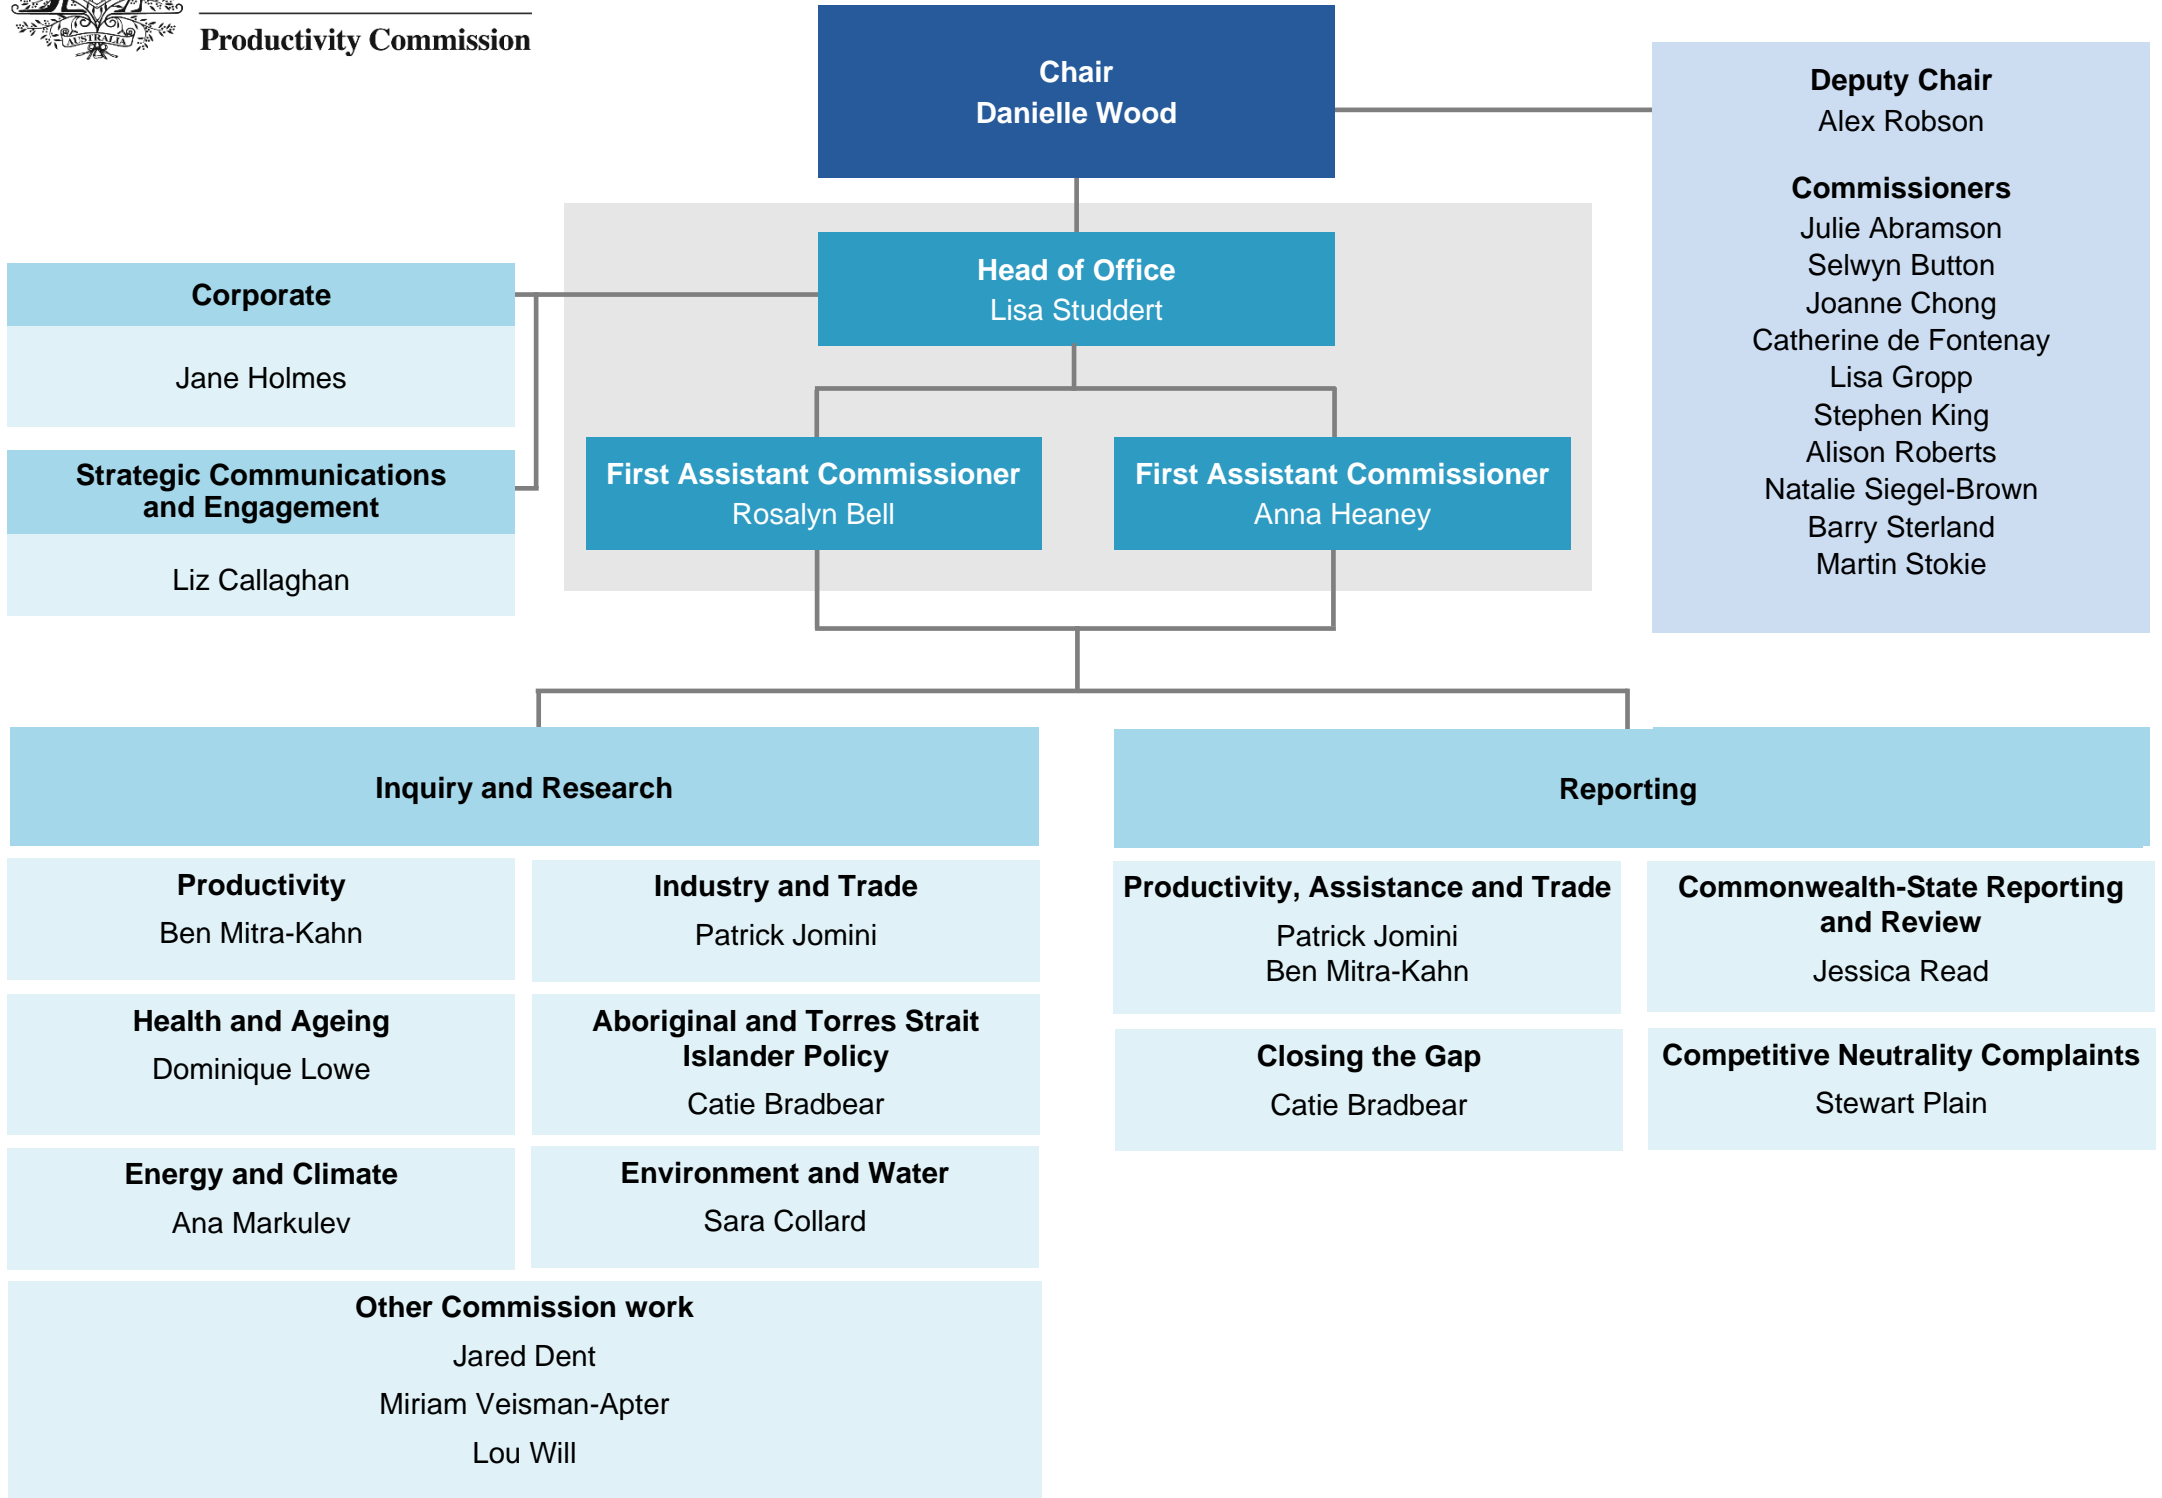 AUSTRALIA
Productivity Commission
Chair
Danielle Wood
Deputy Chair
Alex Robson
Commissioners
Julie Abramson
Selwyn Button
Joanne Chong
Catherine de Fontenay
Lisa Gropp
Stephen King
Alison Roberts
Natalie Siegel-Brown
Barry Sterland
Martin Stokie
Head of Office
Lisa Studdert
Corporate
Jane Holmes
Strategic Communications
and Engagement
Liz Callaghan
First Assistant Commissioner
Rosalyn Bell
First Assistant Commissioner
Anna Heaney
Inquiry and Research
Productivity
Ben Mitra-Kahn
Industry and Trade
Patrick Jomini
Health and Ageing
Dominique Lowe
Aboriginal and Torres Strait
Islander Policy
Catie Bradbear
Energy and Climate
Ana Markulev
Environment and Water
Sara Collard
Other Commission work
Jared Dent
Miriam Veisman-Apter
Lou Will
Reporting
Productivity, Assistance and Trade
Patrick Jomini
Ben Mitra-Kahn
Commonwealth-State Reporting
and Review
Jessica Read
Closing the Gap
Catie Bradbear
Competitive Neutrality Complaints
Stewart Plain